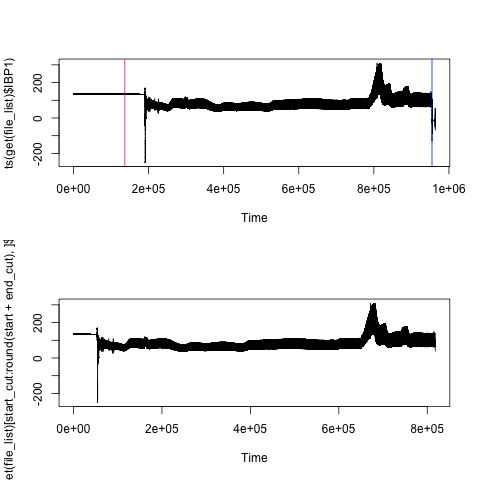 ts(get(file_list)$IBP1)
200
0
-200
0e+00 2e+05 4e+05 6e+05 8e+05 1e+06
Time
et(file_list)[start_cut:round(start + end_cut), ]$
200
0
-200
0e+00 2e+05 4e+05 6e+05 8e+05
Time